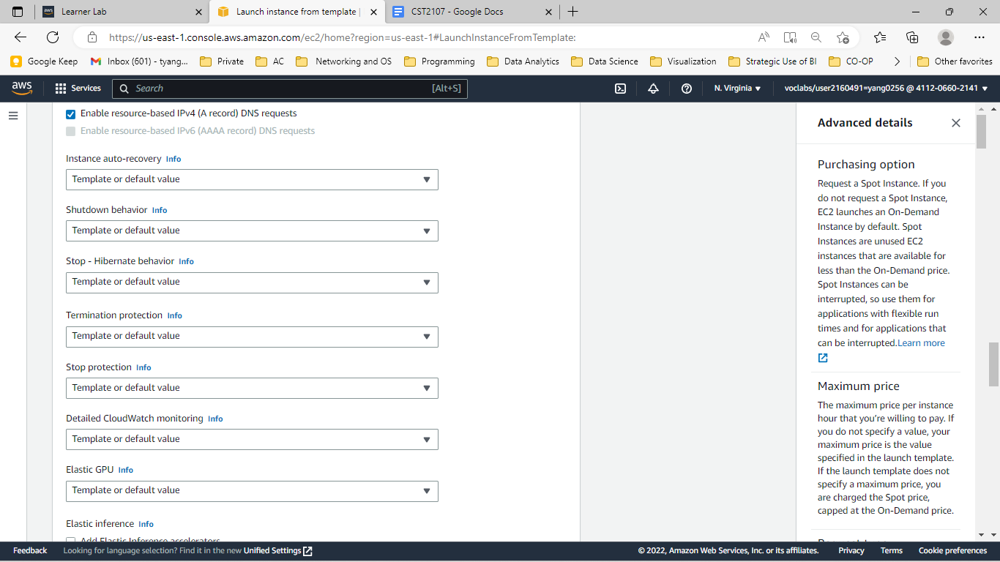 Learner Lab
Launch instance from template |
CST2107 - Google Docs
https://us-east-1.console.aws.amazon.com/ec2/home?region=us-east-1#LaunchInstanceFromTemplate:
Google Keep
Inbox (601) - tyang...
Private
AC
Networking and OS
Programming
Data Analytics
Data Science
Visualization
Strategic Use of BI
CO-OP
Other favorites
aws
Services
Search
[Alt+S]
N. Virginia
voclabs/user2160491=yang0256 @ 4112-0660-2141
Enable resource-based IPv4 (A record) DNS requests
Enable resource-based IPv6 (AAAA record) DNS requests
Instance auto-recovery Info
Template or default value
Shutdown behavior Info
Template or default value
Stop - Hibernate behavior Info
Template or default value
Termination protection Info
Template or default value
Stop protection Info
Template or default value
Detailed CloudWatch monitoring Info
Template or default value
Elastic GPU Info
Template or default value
Elastic inference Info
Add Elastic Inference accelerators
Advanced details
Purchasing option
Request a Spot Instance. If you
do not request a Spot Instance,
EC2 launches an On-Demand
Instance by default. Spot
Instances are unused EC2
instances that are available for
less than the On-Demand price.
Spot Instances can be
interrupted, so use them for
applications with flexible run
times and for applications that
can be interrupted.Learn more
Maximum price
The maximum price per instance
hour that you're willing to pay. If
you do not specify a value, your
maximum price is the value
specified in the launch template.
If the launch template does not
specify a maximum price, you
are charged the Spot price,
capped at the On-Demand price.
Feedback
Looking for language selection? Find it in the new Unified Settings
© 2022, Amazon Web Services, Inc. or its affiliates.
Privacy
Terms
Cookie preferences